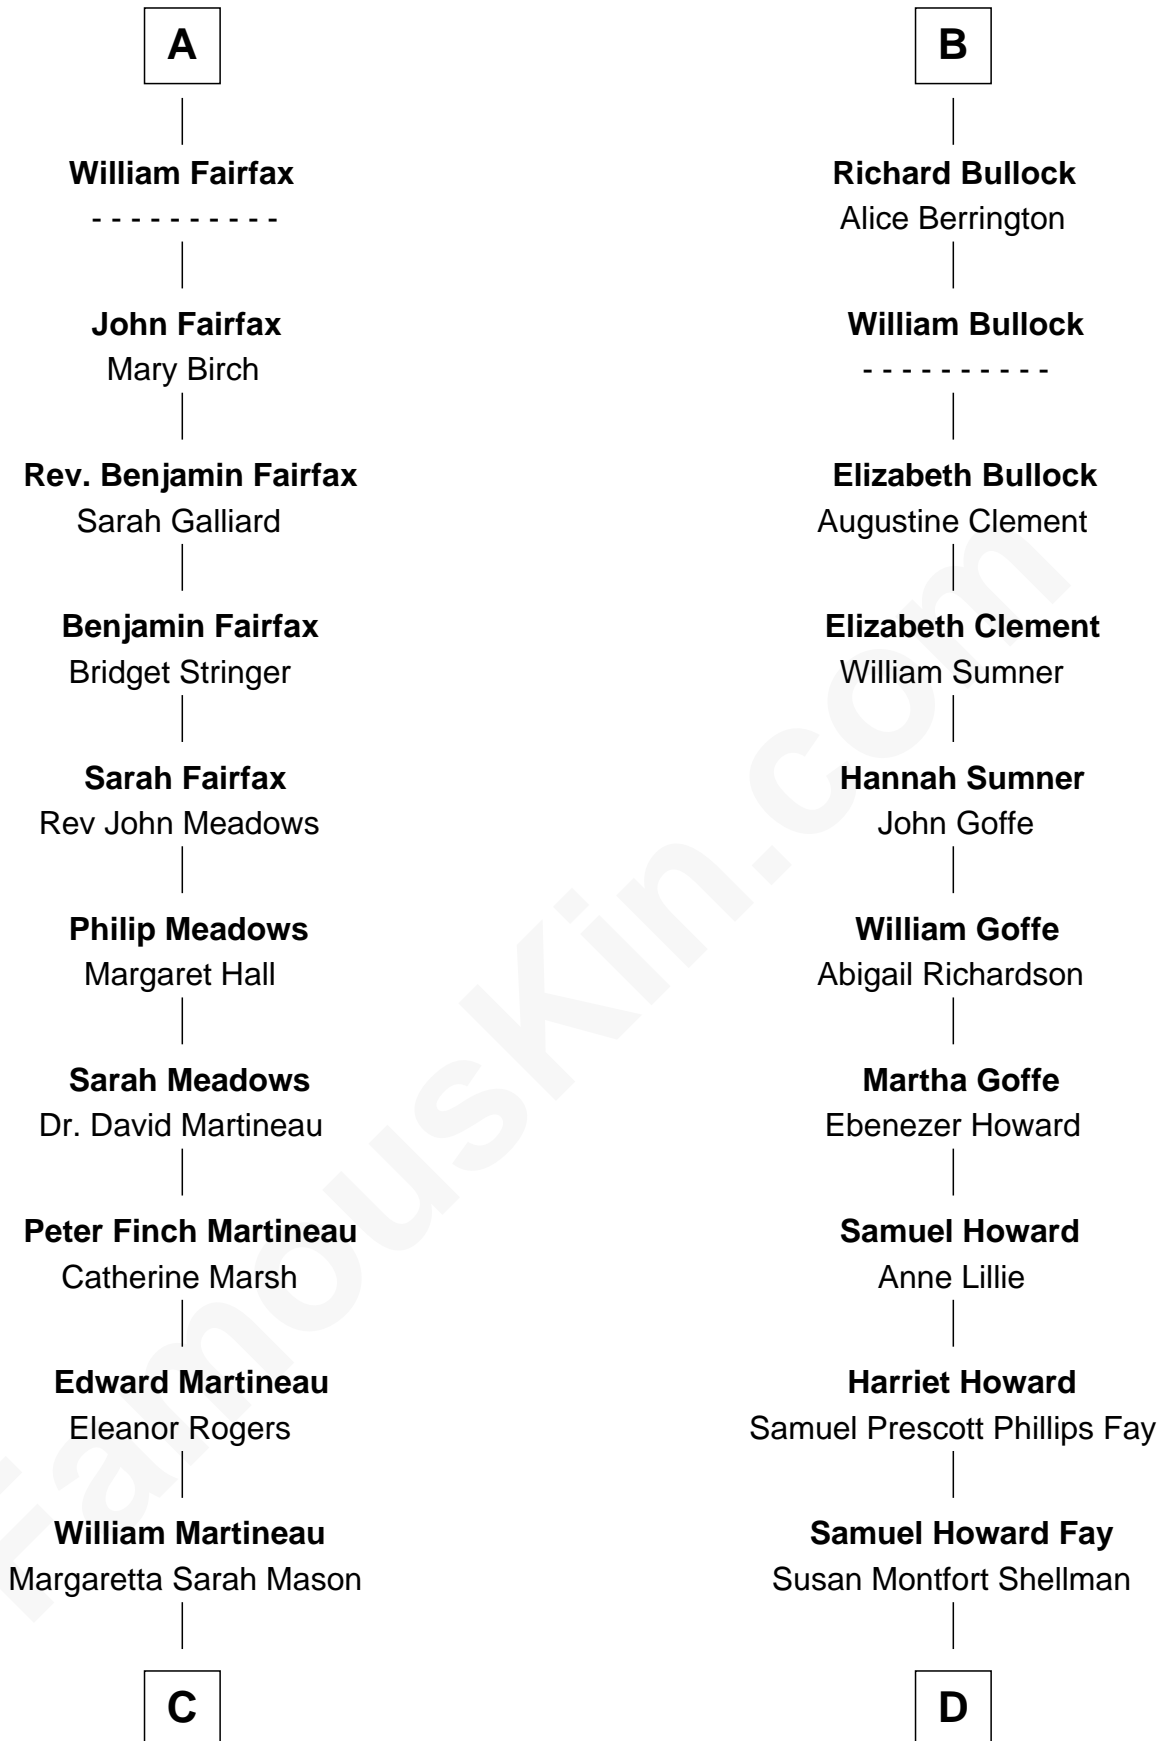 A
William Fairfax
- - - - - - - - - -
John Fairfax
Mary Birch
Rev. Benjamin Fairfax
Sarah Galliard
Benjamin Fairfax
Bridget Stringer
Sarah Fairfax
Rev John Meadows
Philip Meadows
Margaret Hall
Sarah Meadows
Dr. David Martineau
Peter Finch Martineau
Catherine Marsh
Edward Martineau
Eleanor Rogers
William Martineau
Margaretta Sarah Mason
C
B
Richard Bullock
Alice Berrington
William Bullock
- - - - - - - - - -
Elizabeth Bullock
Augustine Clement
Elizabeth Clement
William Sumner
Hannah Sumner
John Goffe
William Goffe
Abigail Richardson
Martha Goffe
Ebenezer Howard
Samuel Howard
Anne Lillie
Harriet Howard
Samuel Prescott Phillips Fay
Samuel Howard Fay
Susan Montfort Shellman
D
FamousKin.com